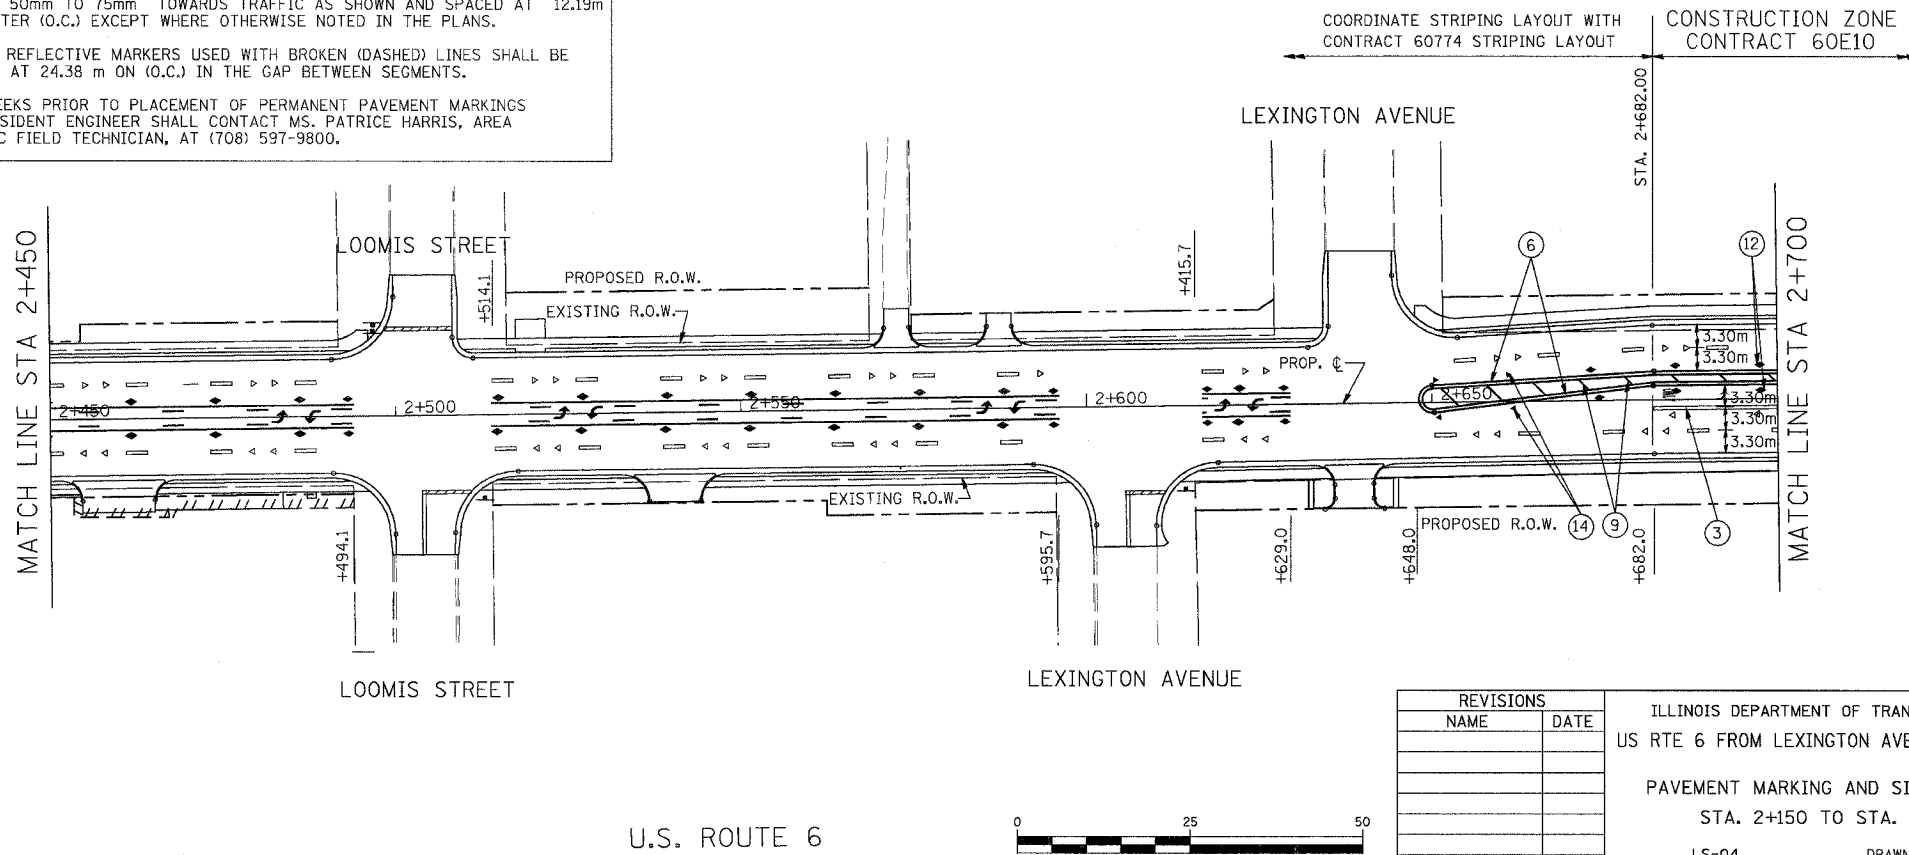 50mm TO 75mm TOWARDS TRAFFIC AS SHOWN AND SPACED AT 12.19m
TER (O.C.) EXCEPT WHERE OTHERWISE NOTED IN THE PLANS.
REFLECTIVE MARKERS USED WITH BROKEN (DASHED) LINES SHALL BE
AT 24.38 m ON (O.C.) IN THE GAP BETWEEN SEGMENTS.
EEKS PRIOR TO PLACEMENT OF PERMANENT PAVEMENT MARKINGS
SIDENT ENGINEER SHALL CONTACT MS. PATRICE HARRIS, AREA
C FIELD TECHNICIAN, AT (708) 597-9800.
COORDINATE STRIPING LAYOUT WITH
CONTRACT 60774 STRIPING LAYOUT
CONSTRUCTION ZONE
CONTRACT 60E10
STA. 2+682.00
LEXINGTON AVENUE
MATCH LINE STA 2+450
LOOMIS STREET
+514.1
PROPOSED R.O.W.
EXISTING R.O.W.
+415.7
6
12
MATCH LINE STA 2+700
PROP. ℄
3.30m
3.30m
2+450
2+500
2+550
2+600
2+650
3.30m
3.30m
3.30m
EXISTING R.O.W.
PROPOSED R.O.W.
14
9
3
+494.1
+595.7
+629.0
+648.0
+682.0
LOOMIS STREET
LEXINGTON AVENUE
U.S. ROUTE 6
0
25
50
REVISIONS
NAME
DATE
ILLINOIS DEPARTMENT OF TRAN
US RTE 6 FROM LEXINGTON AVE
PAVEMENT MARKING AND SI
STA. 2+150 TO STA.
LS-04
DRAWN